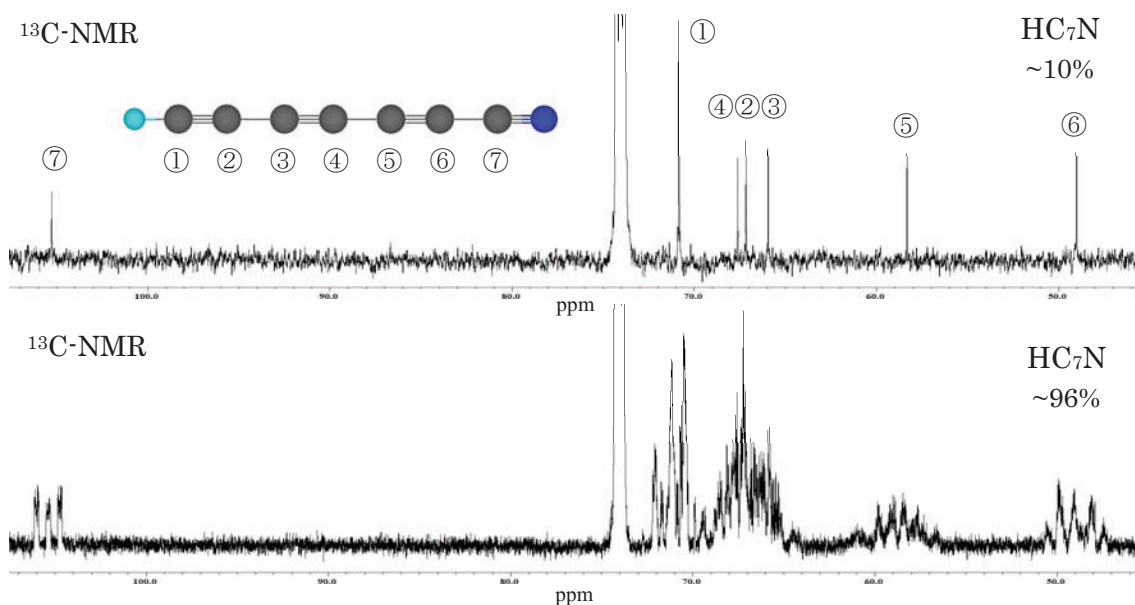 ¹³C-NMR
HC₇N
~10%
①
④②③
⑤
⑥
⑦
① ② ③ ④ ⑤ ⑥ ⑦
100.0 90.0 80.0 70.0 60.0 50.0
ppm
¹³C-NMR
HC₇N
~96%
100.0 90.0 80.0 70.0 60.0 50.0
ppm